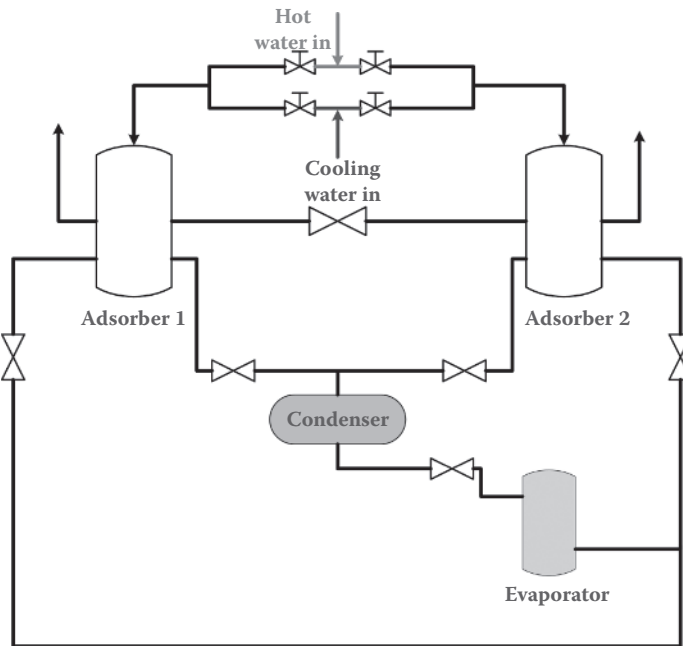 Hot
water in
Cooling
water in
Adsorber 1
Adsorber 2
Condenser
Evaporator